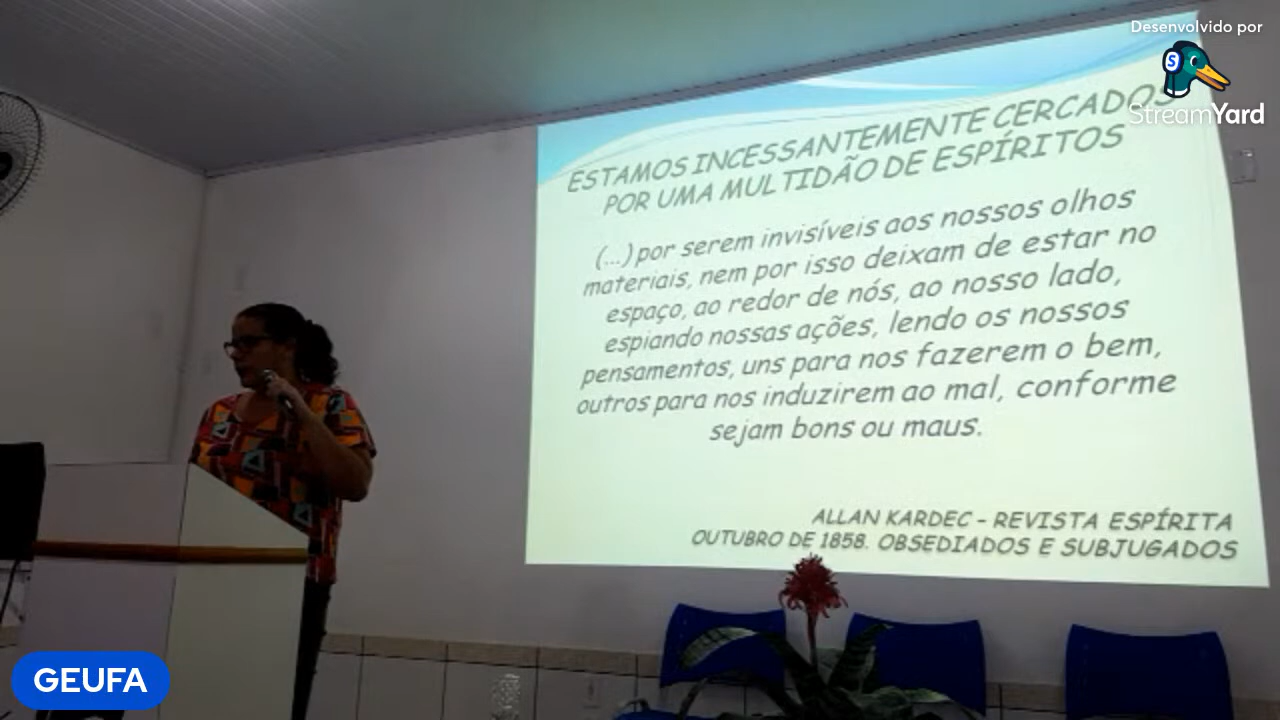 Desenvolvido por
StreamYard
ESTAMOS INCESSANTEMENTE CERCADOS
POR UMA MULTIDÃO DE ESPÍRITOS
(...) por serem invisíveis aos nossos olhos
materiais, nem por isso deixam de estar no
espaço, ao redor de nós, ao nosso lado,
espiando nossas ações, lendo os nossos
pensamentos, uns para nos fazerem o bem,
outros para nos induzirem ao mal, conforme
sejam bons ou maus.
ALLAN KARDEC - REVISTA ESPÍRITA
OUTUBRO DE 1858. OBSEDIADOS E SUBJUGADOS
GEUFA